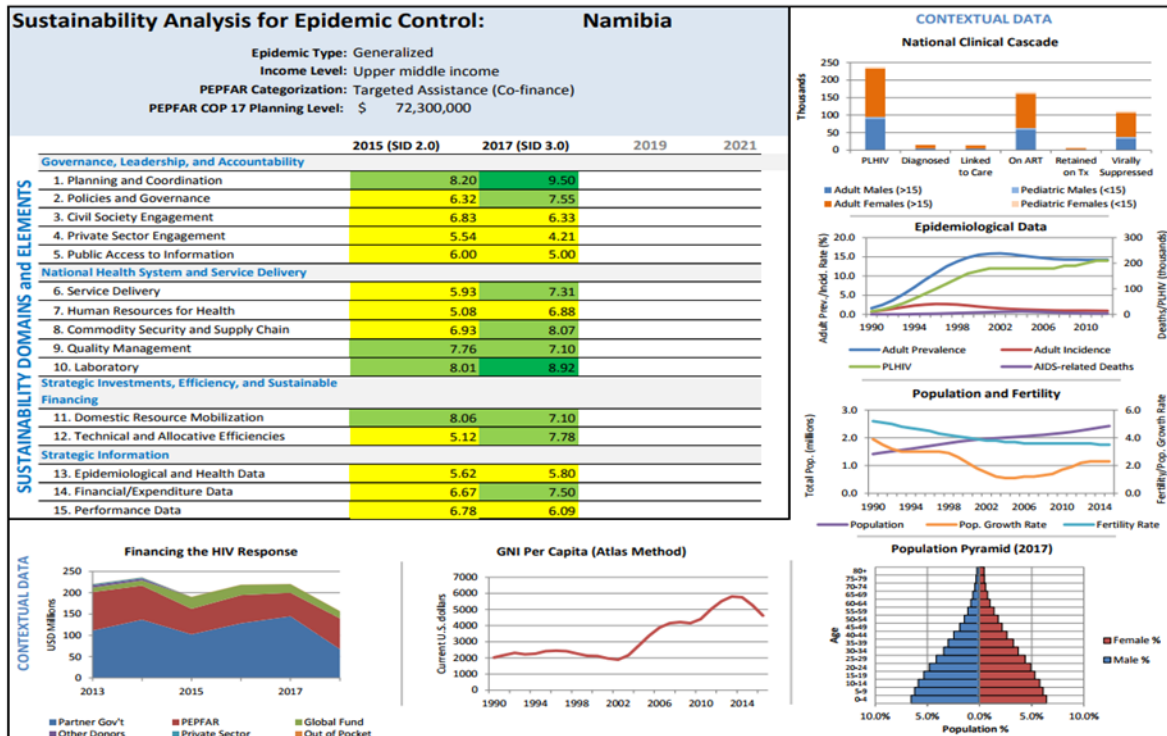 Sustainability Analysis for Epidemic Control: Namibia
Epidemic Type: Generalized
Income Level: Upper middle income
PEPFAR Categorization: Targeted Assistance (Co-finance)
PEPFAR COP 17 Planning Level: $ 72,300,000
2015 (SID 2.0) 2017 (SID 3.0) 2019 2021
SUSTAINABILITY DOMAINS and ELEMENTS
Governance, Leadership, and Accountability
1. Planning and Coordination 8.20 9.50
2. Policies and Governance 6.32 7.55
3. Civil Society Engagement 6.83 6.33
4. Private Sector Engagement 5.54 4.21
5. Public Access to Information 6.00 5.00
National Health System and Service Delivery
6. Service Delivery 5.93 7.31
7. Human Resources for Health 5.08 6.88
8. Commodity Security and Supply Chain 6.93 8.07
9. Quality Management 7.76 7.10
10. Laboratory 8.01 8.92
Strategic Investments, Efficiency, and Sustainable
Financing
11. Domestic Resource Mobilization 8.06 7.10
12. Technical and Allocative Efficiencies 5.12 7.78
Strategic Information
13. Epidemiological and Health Data 5.62 5.80
14. Financial/Expenditure Data 6.67 7.50
15. Performance Data 6.78 6.09
CONTEXTUAL DATA
National Clinical Cascade
Thousands
250
200
150
100
50
0
PLHIV Diagnosed Linked to Care On ART Retained on Tx Virally Suppressed
Adult Males (>15) Pediatric Males (<15)
Adult Females (>15) Pediatric Females (<15)
Epidemiological Data
Adult Prev./Incid. Rate (%)
20.0 300
15.0 200
10.0
5.0 100
0.0 0
Deaths/PLHIV (thousands)
1990 1994 1998 2002 2006 2010
Adult Prevalence Adult Incidence
PLHIV AIDS-related Deaths
Population and Fertility
Total Pop. (millions)
3.0 6.0
2.0 4.0
1.0 2.0
0.0 0.0
Fertility/Pop. Growth Rate
1990 1994 1998 2002 2006 2010 2014
Population Pop. Growth Rate Fertility Rate
CONTEXTUAL DATA
Financing the HIV Response
USD Millions
250
200
150
100
50
0
2013 2015 2017
Partner Gov't PEPFAR Global Fund
Other Donors Private Sector Out of Pocket
GNI Per Capita (Atlas Method)
Current U.S. dollars
7000
6000
5000
4000
3000
2000
1000
0
1990 1994 1998 2002 2006 2010 2014
Population Pyramid (2017)
Age
80+
75-79
70-74
65-69
60-64
55-59
50-54
45-49
40-44
35-39
30-34
25-29
20-24
15-19
10-14
5-9
0-4
Female %
Male %
10.0% 5.0% 0.0% 5.0% 10.0%
Population %